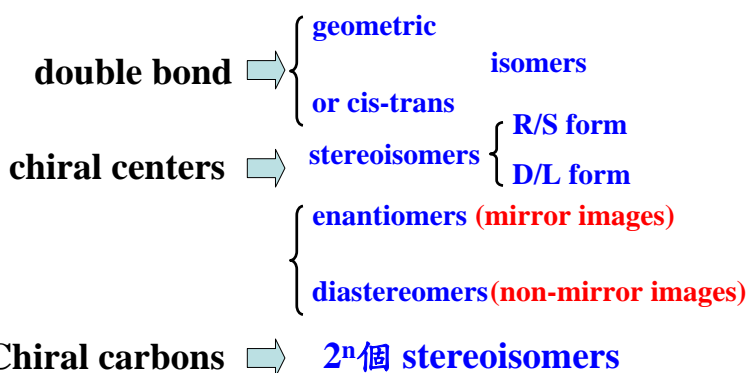 geometric
double bond
isomers
or cis-trans
R/S form
chiral centers
stereoisomers
D/L form
enantiomers (mirror images)
diastereomers(non-mirror images)
Chiral carbons
2ⁿ個 stereoisomers